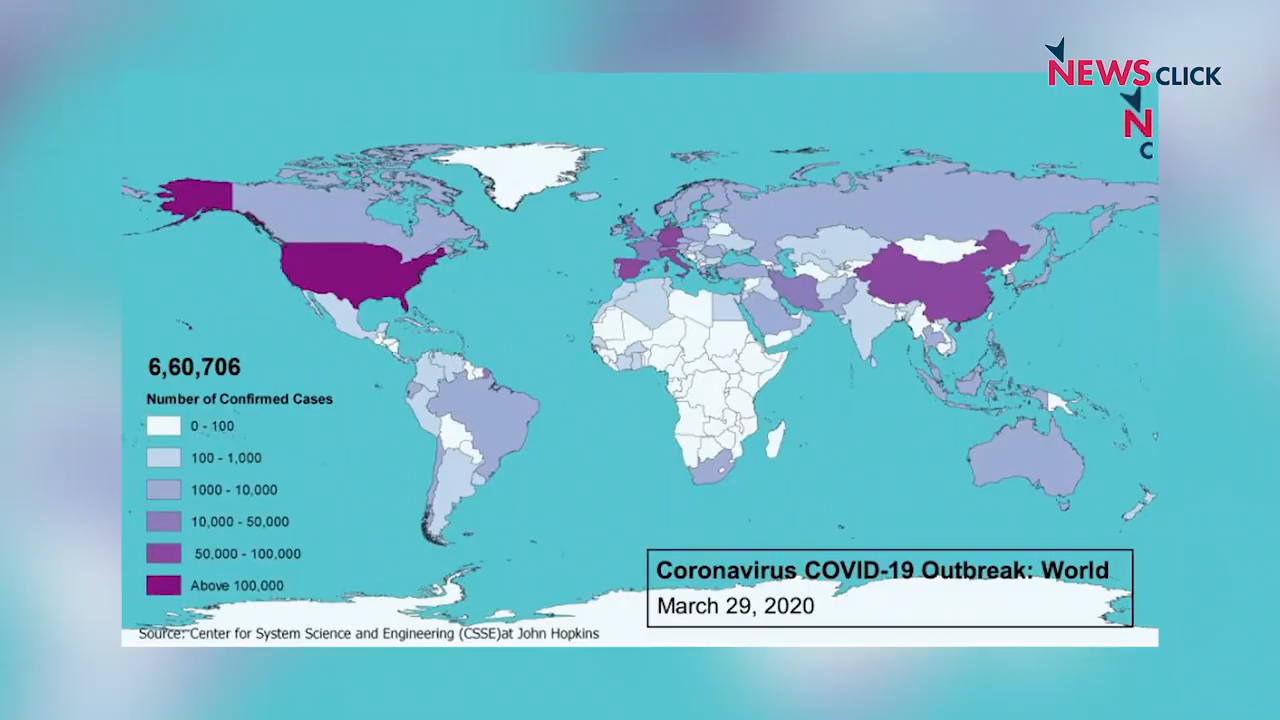 NEWSCLICK
N
C
6,60,706
Number of Confirmed Cases
0 - 100
100 - 1,000
1000 - 10,000
10,000 - 50,000
50,000 - 100,000
Above 100,000
Coronavirus COVID-19 Outbreak: World
March 29, 2020
Source: Center for System Science and Engineering (CSSE)at John Hopkins